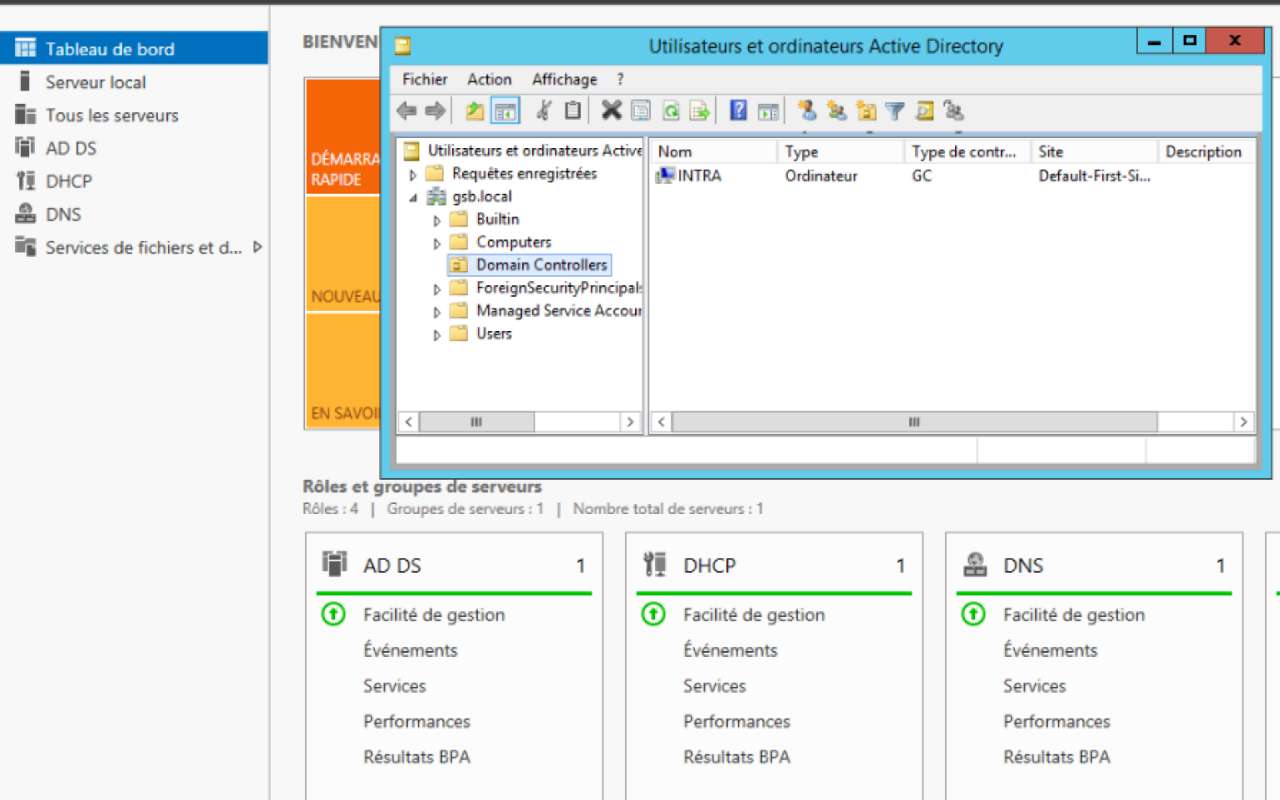 Tableau de bord
Serveur local
Tous les serveurs
AD DS
DHCP
DNS
Services de fichiers et d...
BIENVEN
DÉMARRA
RAPIDE
NOUVEAU
EN SAVOI
Utilisateurs et ordinateurs Active Directory
Fichier Action Affichage ?
Utilisateurs et ordinateurs Active
Requêtes enregistrées
gsb.local
Builtin
Computers
Domain Controllers
ForeignSecurityPrincipals
Managed Service Accour
Users
Nom Type Type de contr... Site Description
INTRA Ordinateur GC Default-First-Si...
Rôles et groupes de serveurs
Rôles : 4 | Groupes de serveurs : 1 | Nombre total de serveurs : 1
AD DS 1
Facilité de gestion
Événements
Services
Performances
Résultats BPA
DHCP 1
Facilité de gestion
Événements
Services
Performances
Résultats BPA
DNS 1
Facilité de gestion
Événements
Services
Performances
Résultats BPA